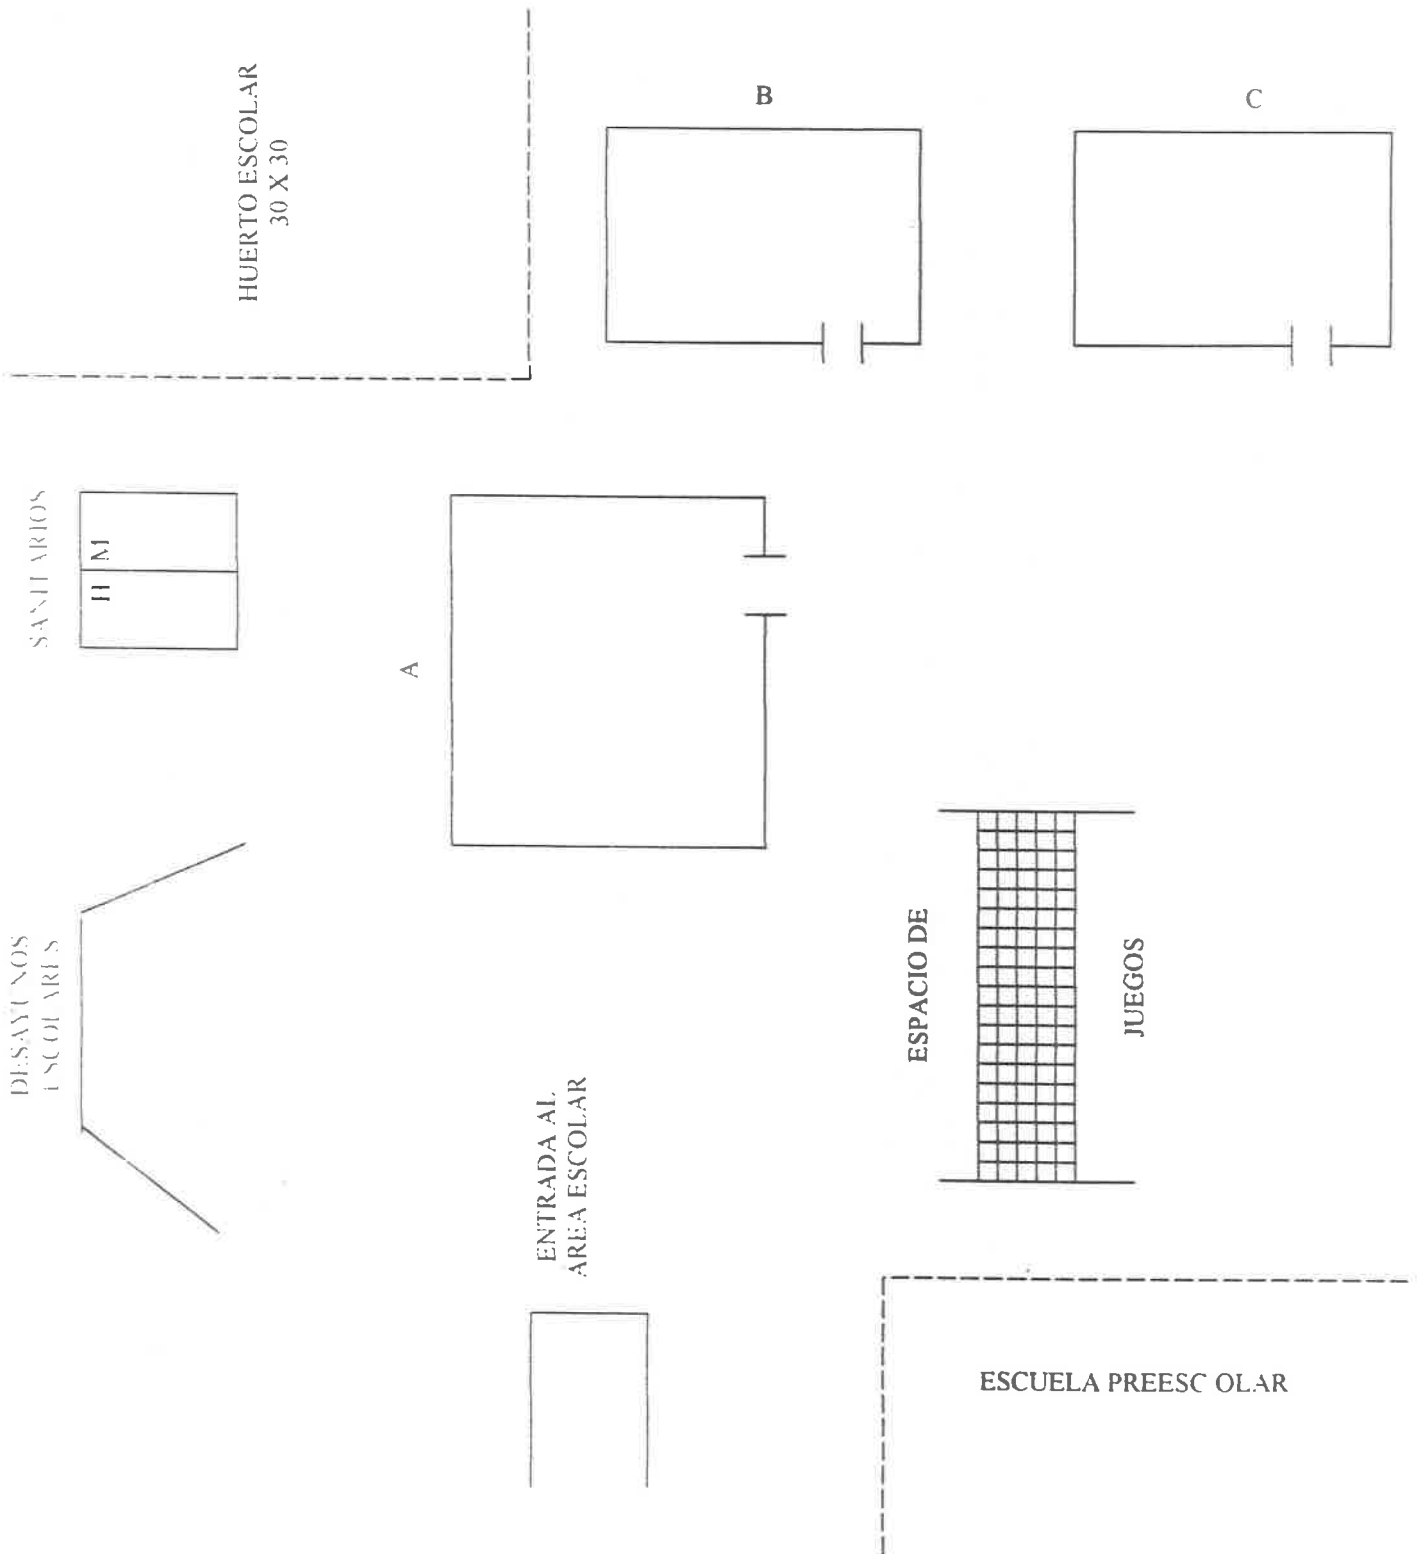 HUERTO ESCOLAR
30 X 30
B
C
SANITARIOS
H M
A
DESAYUNOS
ESCOLARES
ESPACIO DE
JUEGOS
ENTRADA AL
AREA ESCOLAR
ESCUELA PREESC OLAR